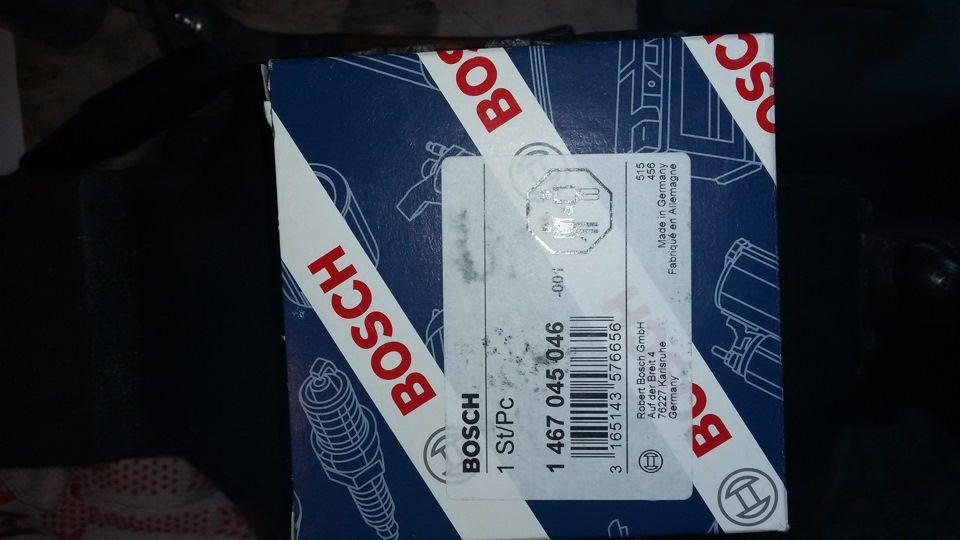 BOSCH
BOSCH
BOSCH
BOSCH
BOSCH
1 St/Pc
1 467 045 046
-001
3 165143 576656
Robert Bosch GmbH
Auf der Breit 4
76227 Karlsruhe
Germany
515
456
Made in Germany
Fabriqué en Allemagne